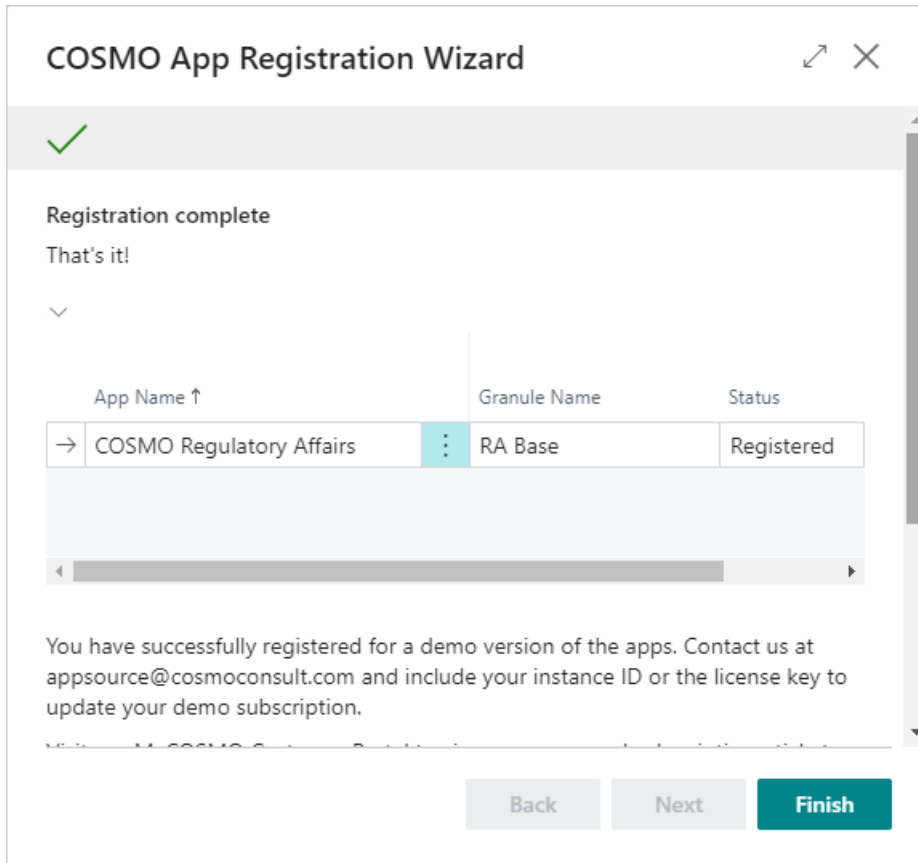 COSMO App Registration Wizard
Registration complete
That's it!
App Name ↑ Granule Name Status
COSMO Regulatory Affairs RA Base Registered
You have successfully registered for a demo version of the apps. Contact us at
appsource@cosmoconsult.com and include your instance ID or the license key to
update your demo subscription.
Back Next Finish